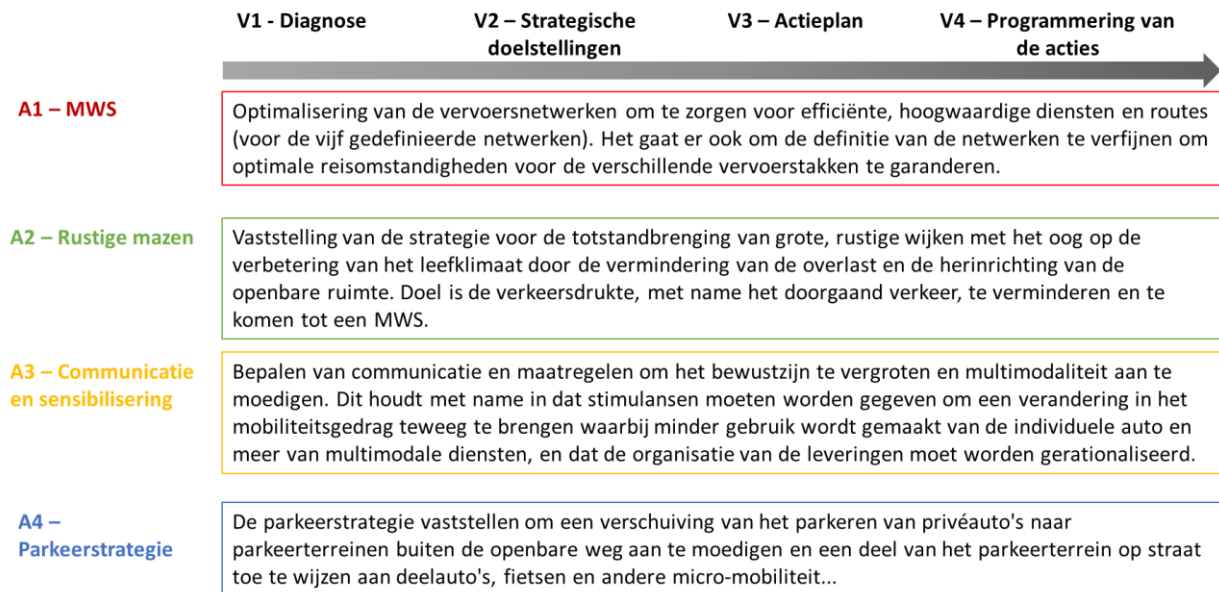 V1 - Diagnose
V2 – Strategische
doelstellingen
V3 – Actieplan
V4 – Programmering van
de acties
A1 – MWS
Optimalisering van de vervoersnetwerken om te zorgen voor efficiënte, hoogwaardige diensten en routes
(voor de vijf gedefinieerde netwerken). Het gaat er ook om de definitie van de netwerken te verfijnen om
optimale reisomstandigheden voor de verschillende vervoerstakken te garanderen.
A2 – Rustige mazen
Vaststelling van de strategie voor de totstandbrenging van grote, rustige wijken met het oog op de
verbetering van het leefklimaat door de vermindering van de overlast en de herinrichting van de
openbare ruimte. Doel is de verkeersdrukte, met name het doorgaand verkeer, te verminderen en te
komen tot een MWS.
A3 – Communicatie
en sensibilisering
Bepalen van communicatie en maatregelen om het bewustzijn te vergroten en multimodaliteit aan te
moedigen. Dit houdt met name in dat stimulansen moeten worden gegeven om een verandering in het
mobiliteitsgedrag teweeg te brengen waarbij minder gebruik wordt gemaakt van de individuele auto en
meer van multimodale diensten, en dat de organisatie van de leveringen moet worden gerationaliseerd.
A4 –
Parkeerstrategie
De parkeerstrategie vaststellen om een verschuiving van het parkeren van privéauto's naar
parkeerterreinen buiten de openbare weg aan te moedigen en een deel van het parkeerterrein op straat
toe te wijzen aan deelauto's, fietsen en andere micro-mobiliteit...